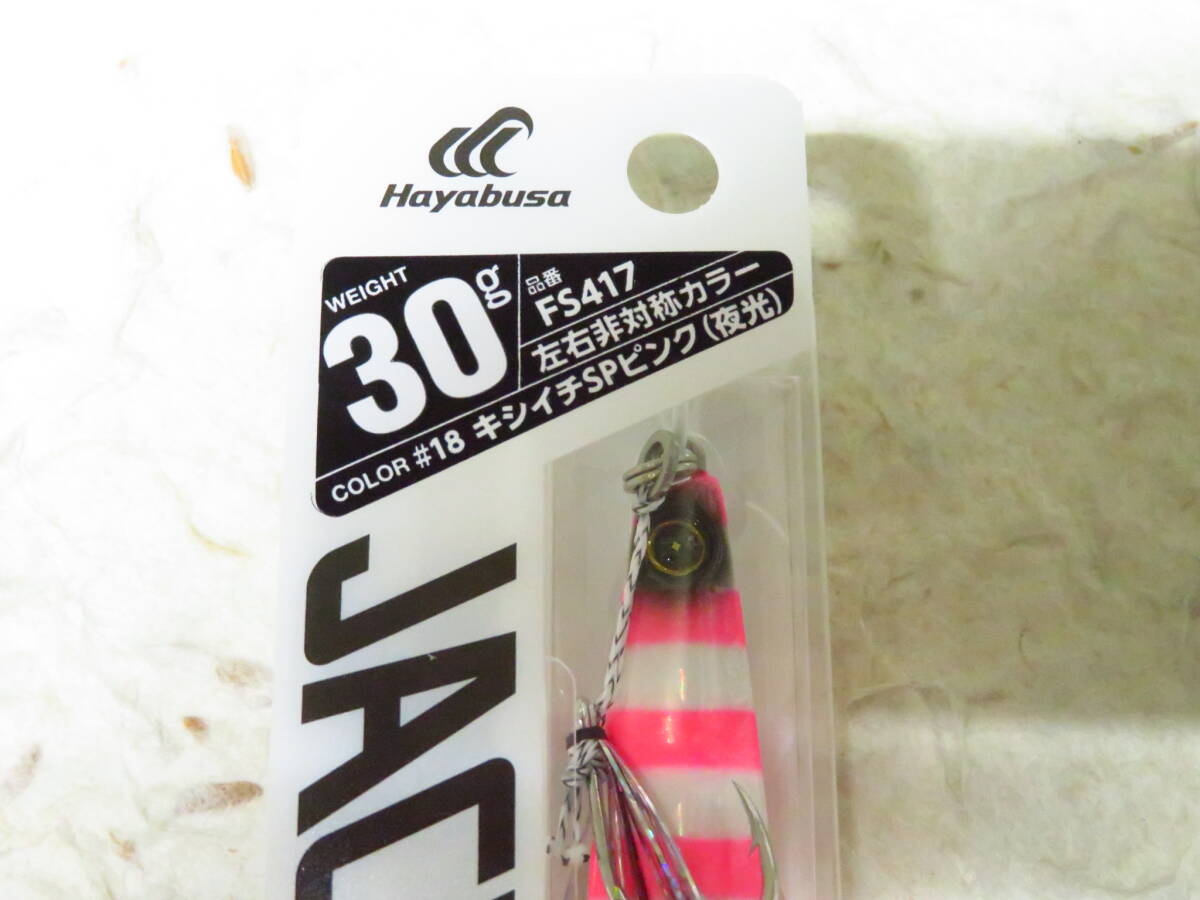 Hayabusa
WEIGHT
30g
品番
FS417
左右非対称カラー
COLOR #18 キシイチSPピンク(夜光)
JAC